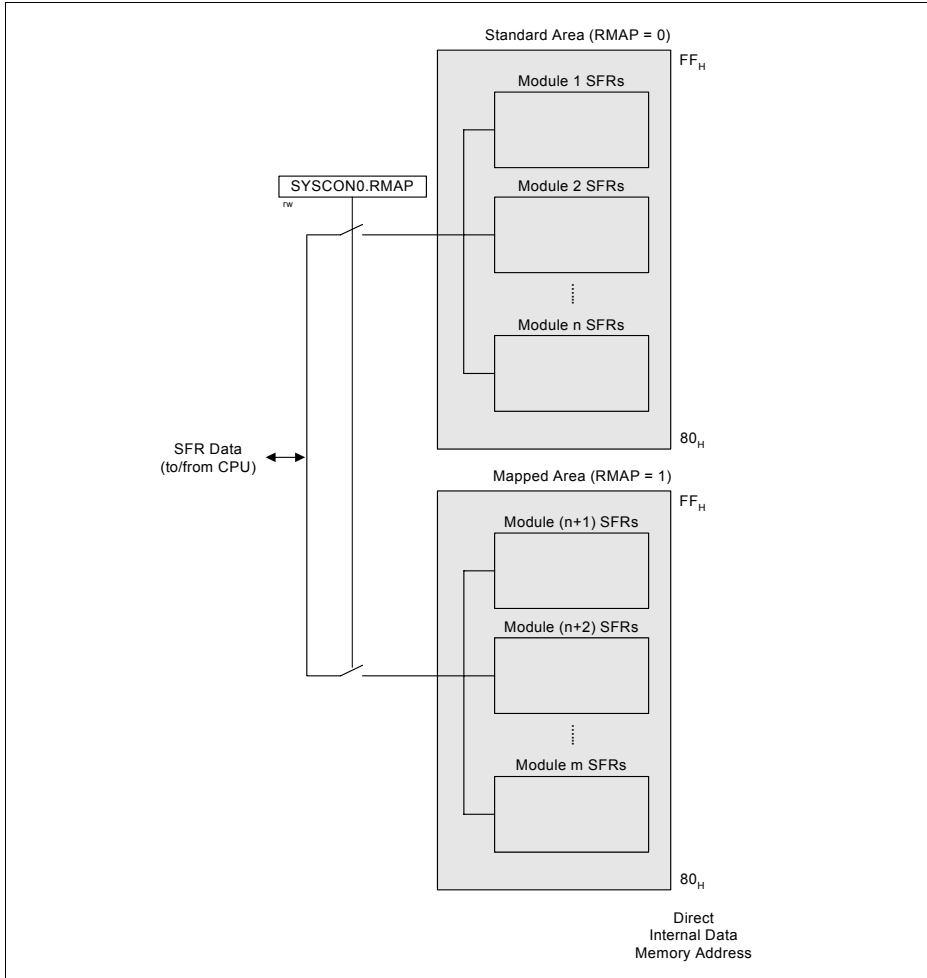 Standard Area (RMAP = 0)
FFH
Module 1 SFRs
SYSCON0.RMAP
rw
Module 2 SFRs
Module n SFRs
80H
SFR Data
(to/from CPU)
Mapped Area (RMAP = 1)
FFH
Module (n+1) SFRs
Module (n+2) SFRs
Module m SFRs
80H
Direct
Internal Data
Memory Address